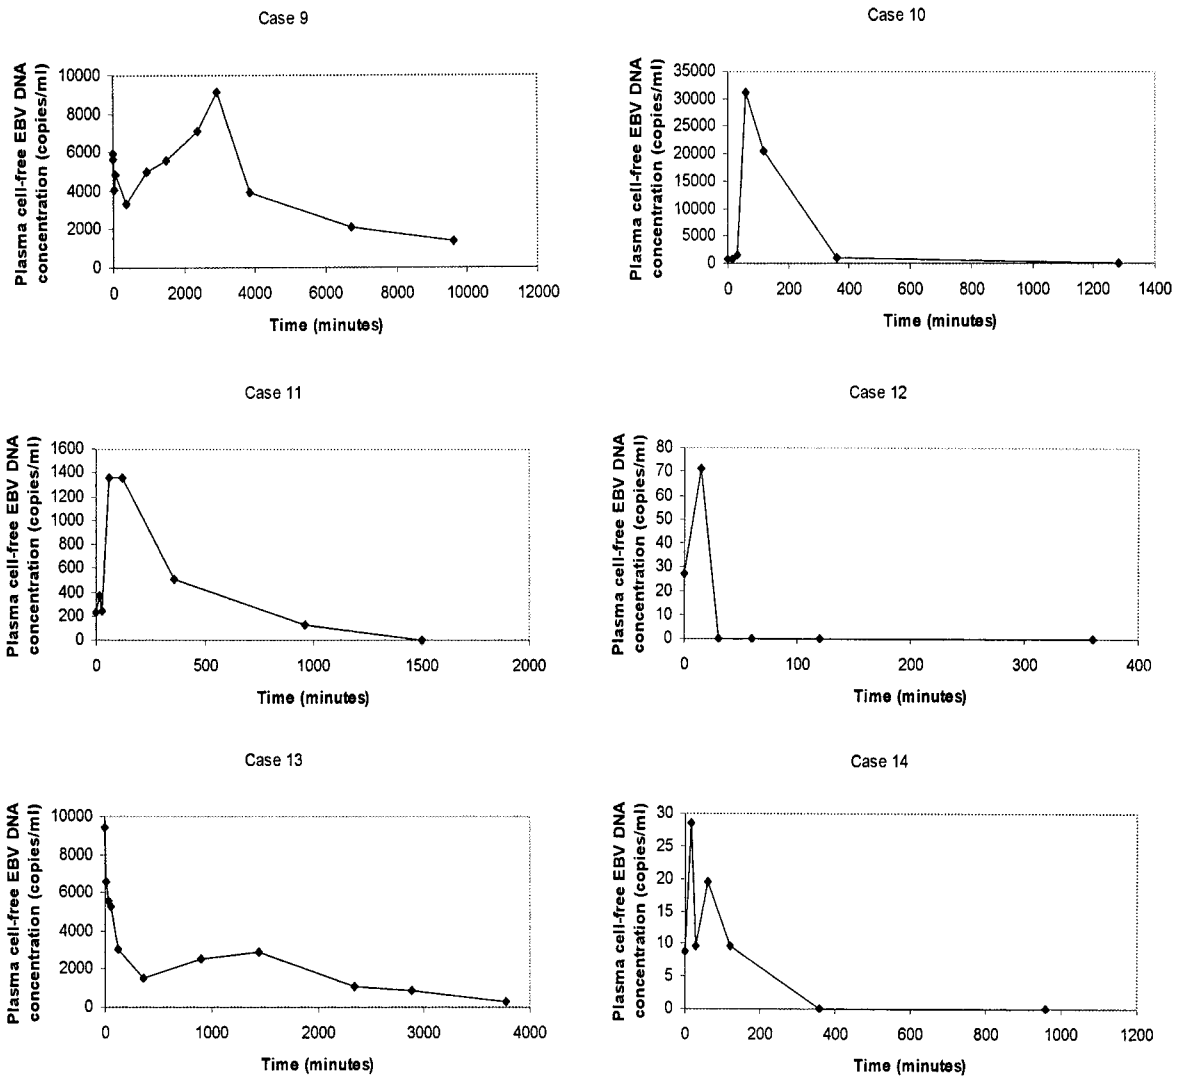 Case 9
Plasma cell-free EBV DNA
concentration (copies/ml)
10000
8000
6000
4000
2000
0
0 2000 4000 6000 8000 10000 12000
Time (minutes)
Case 10
Plasma cell-free EBV DNA
concentration (copies/ml)
35000
30000
25000
20000
15000
10000
5000
0
0 200 400 600 800 1000 1200 1400
Time (minutes)
Case 11
Plasma cell-free EBV DNA
concentration (copies/ml)
1600
1400
1200
1000
800
600
400
200
0
0 500 1000 1500 2000
Time (minutes)
Case 12
Plasma cell-free EBV DNA
concentration (copies/ml)
80
70
60
50
40
30
20
10
0
0 100 200 300 400
Time (minutes)
Case 13
Plasma cell-free EBV DNA
concentration (copies/ml)
10000
8000
6000
4000
2000
0
0 1000 2000 3000 4000
Time (minutes)
Case 14
Plasma cell-free EBV DNA
concentration (copies/ml)
30
25
20
15
10
5
0
0 200 400 600 800 1000 1200
Time (minutes)